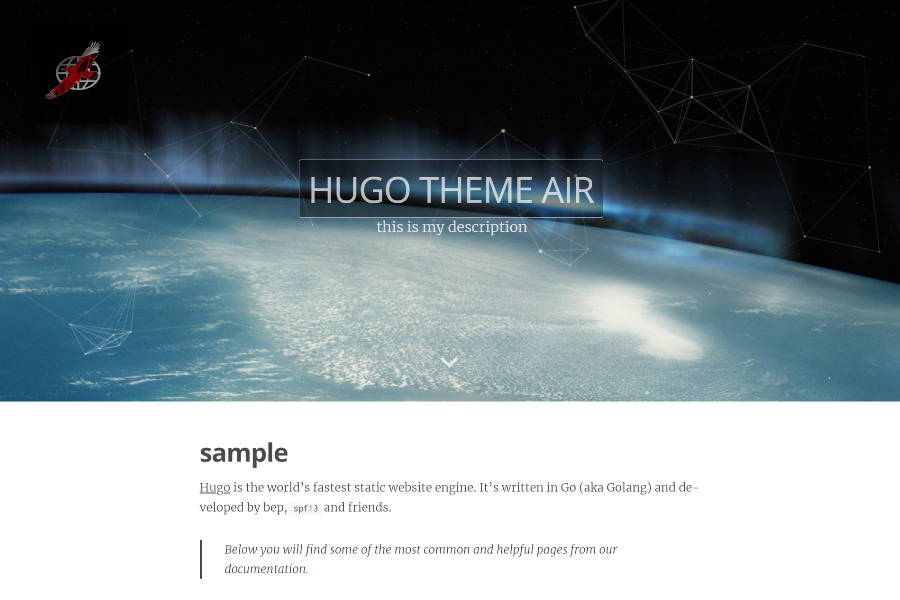 HUGO THEME AIR
this is my description
sample
Hugo is the world’s fastest static website engine. It’s written in Go (aka Golang) and de-
veloped by bep, spf13 and friends.
Below you will find some of the most common and helpful pages from our
documentation.